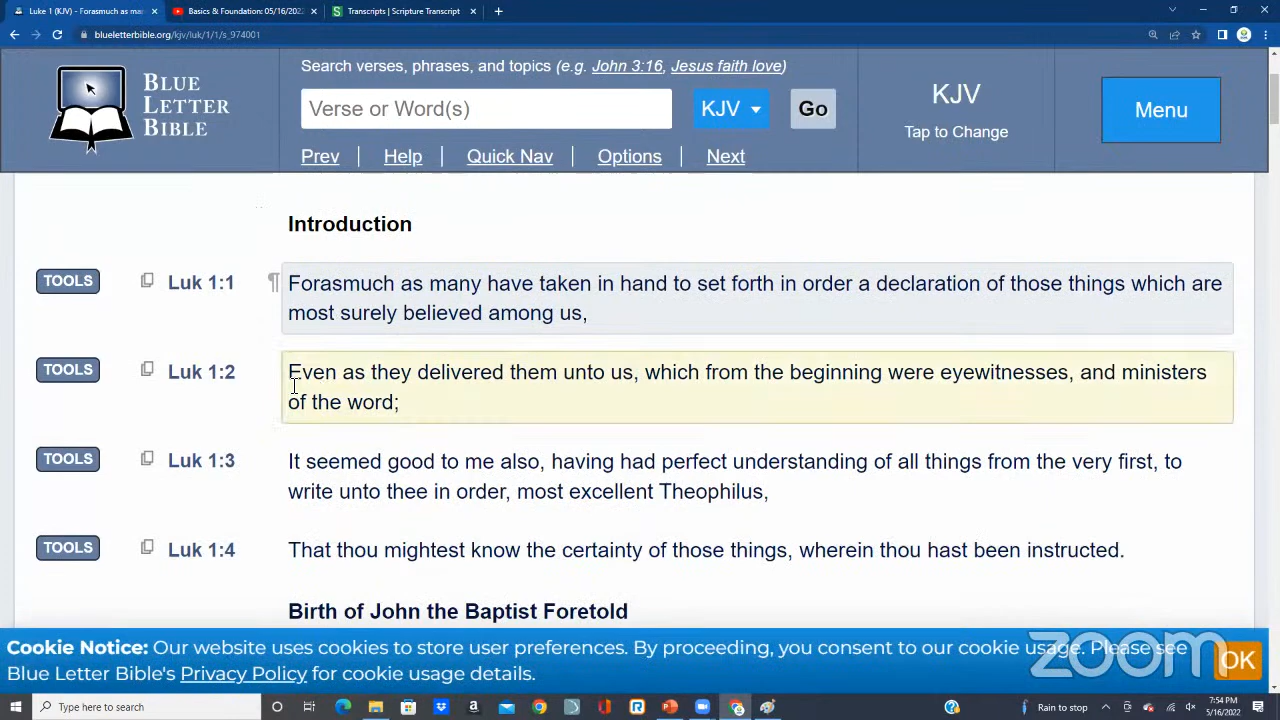 Luke 1 (KJV) - Forasmuch as ma
Basics & Foundation: 05/16/202
Transcripts | Scripture Transcript
blueletterbible.org/kjv/luk/1/1/s_974001
BLUE
LETTER
BIBLE
Search verses, phrases, and topics (e.g. John 3:16, Jesus faith love)
Verse or Word(s)
KJV
Go
Prev
Help
Quick Nav
Options
Next
KJV
Tap to Change
Menu
Introduction
TOOLS Luk 1:1 ¶ Forasmuch as many have taken in hand to set forth in order a declaration of those things which are
most surely believed among us,
TOOLS Luk 1:2 Even as they delivered them unto us, which from the beginning were eyewitnesses, and ministers
of the word;
TOOLS Luk 1:3 It seemed good to me also, having had perfect understanding of all things from the very first, to
write unto thee in order, most excellent Theophilus,
TOOLS Luk 1:4 That thou mightest know the certainty of those things, wherein thou hast been instructed.
Birth of John the Baptist Foretold
Cookie Notice: Our website uses cookies to store user preferences. By proceeding, you consent to our cookie usage. Please see
Blue Letter Bible's Privacy Policy for cookie usage details.
OK
zoom
Type here to search
Rain to stop
7:54 PM
5/16/2022